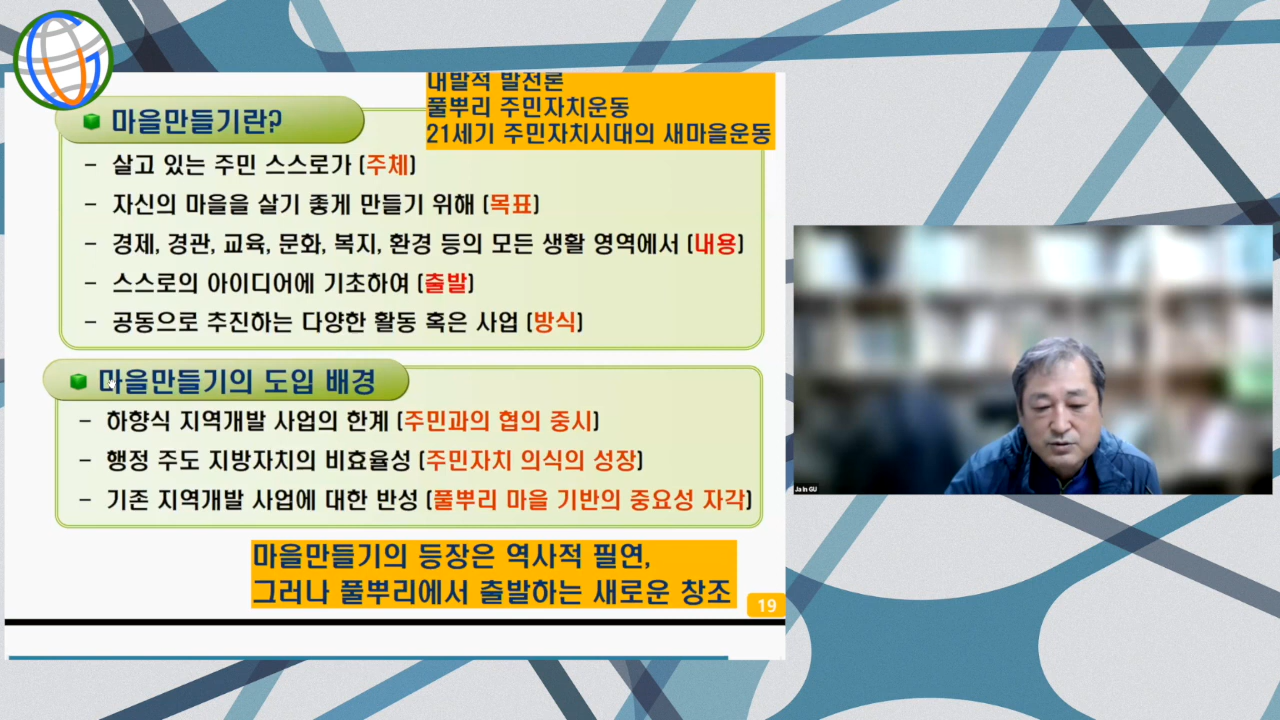 내발적 발전론
풀뿌리 주민자치운동
21세기 주민자치시대의 새마을운동
마을만들기란?
- 살고 있는 주민 스스로가 (주체)
- 자신의 마을을 살기 좋게 만들기 위해 (목표)
- 경제, 경관, 교육, 문화, 복지, 환경 등의 모든 생활 영역에서 (내용)
- 스스로의 아이디어에 기초하여 (출발)
- 공동으로 추진하는 다양한 활동 혹은 사업 (방식)
마을만들기의 도입 배경
- 하향식 지역개발 사업의 한계 (주민과의 협의 중시)
- 행정 주도 지방자치의 비효율성 (주민자치 의식의 성장)
- 기존 지역개발 사업에 대한 반성 (풀뿌리 마을 기반의 중요성 자각)
마을만들기의 등장은 역사적 필연,
그러나 풀뿌리에서 출발하는 새로운 창조
19
Ja In GU